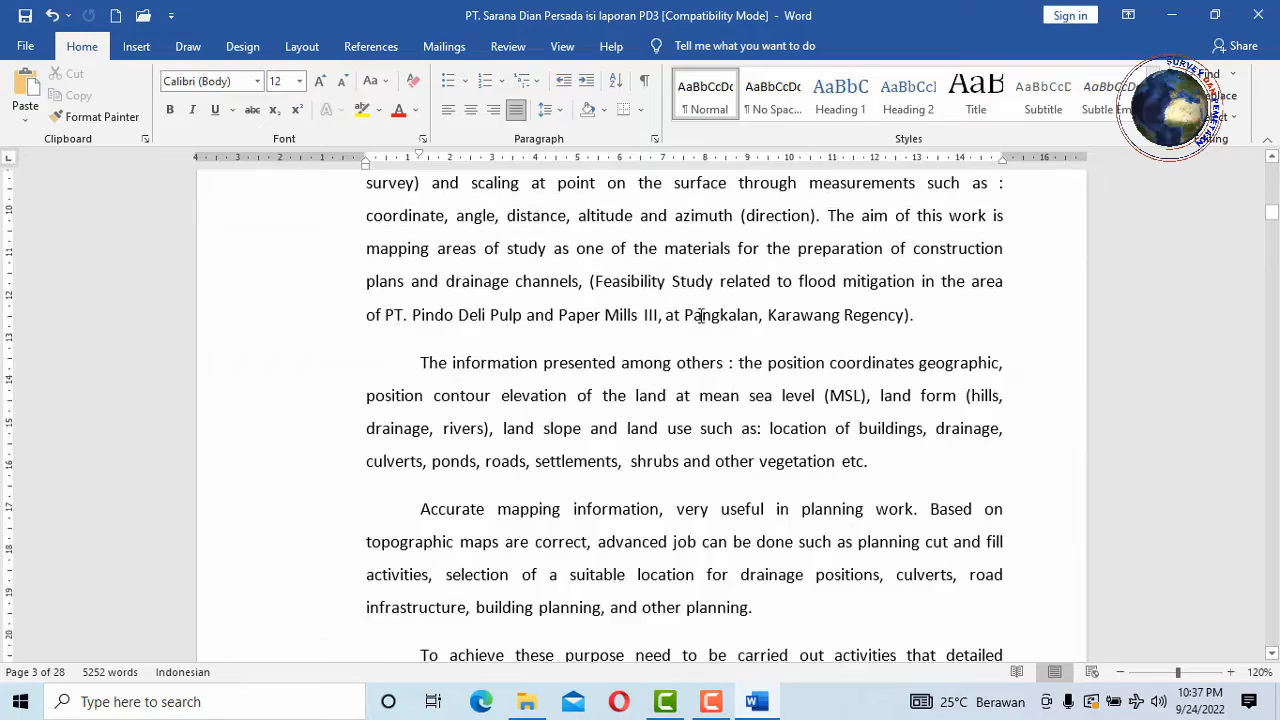 PT. Sarana Dian Persada isi laporan PD3 [Compatibility Mode] - Word
Sign in
File Home Insert Draw Design Layout References Mailings Review View Help Tell me what you want to do Share
Paste
Cut
Copy
Format Painter
Calibri (Body) 12
AaBbCcDc AaBbCcDc AaBbC AaBbCc AaB AaBbCcD
¶ Normal ¶ No Spac... Heading 1 Heading 2 Title Subtitle Subtle Em
Clipboard Font Paragraph Styles
SURVEY
PEMETAAN
survey) and scaling at point on the surface through measurements such as :
coordinate, angle, distance, altitude and azimuth (direction). The aim of this work is
mapping areas of study as one of the materials for the preparation of construction
plans and drainage channels, (Feasibility Study related to flood mitigation in the area
of PT. Pindo Deli Pulp and Paper Mills III, at Pangkalan, Karawang Regency).
The information presented among others : the position coordinates geographic,
position contour elevation of the land at mean sea level (MSL), land form (hills,
drainage, rivers), land slope and land use such as: location of buildings, drainage,
culverts, ponds, roads, settlements, shrubs and other vegetation etc.
Accurate mapping information, very useful in planning work. Based on
topographic maps are correct, advanced job can be done such as planning cut and fill
activities, selection of a suitable location for drainage positions, culverts, road
infrastructure, building planning, and other planning.
To achieve these purpose need to be carried out activities that detailed
Page 3 of 28 5252 words Indonesian 120%
Type here to search
25°C Berawan
10:37 PM
9/24/2022